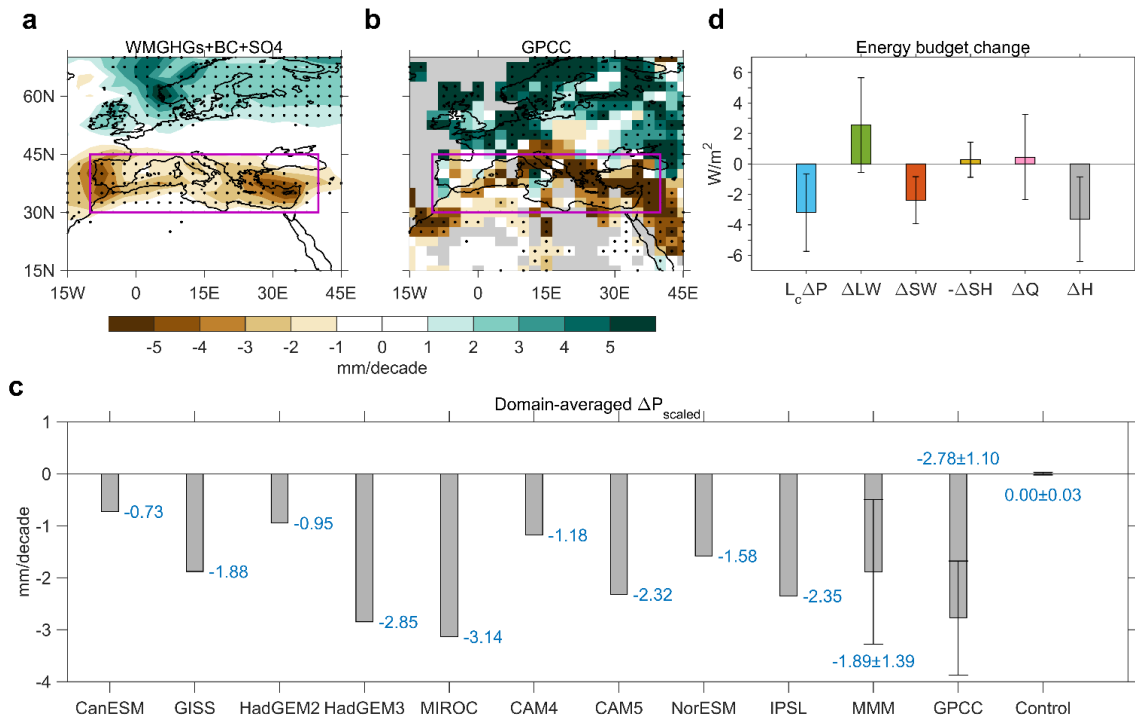 a
WMGHGs+BC+SO4
60N
45N
30N
15N
15W 0 15E 30E 45E
b
GPCC
15W 0 15E 30E 45E
-5 -4 -3 -2 -1 0 1 2 3 4 5
mm/decade
d
Energy budget change
W/m2
6
4
2
0
-2
-4
-6
LcΔP ΔLW ΔSW -ΔSH ΔQ ΔH
c
Domain-averaged ΔPscaled
mm/decade
1
0
-1
-2
-3
-4
-0.73
-1.88
-0.95
-2.85
-3.14
-1.18
-2.32
-1.58
-2.35
-1.89±1.39
-2.78±1.10
0.00±0.03
CanESM GISS HadGEM2 HadGEM3 MIROC CAM4 CAM5 NorESM IPSL MMM GPCC Control